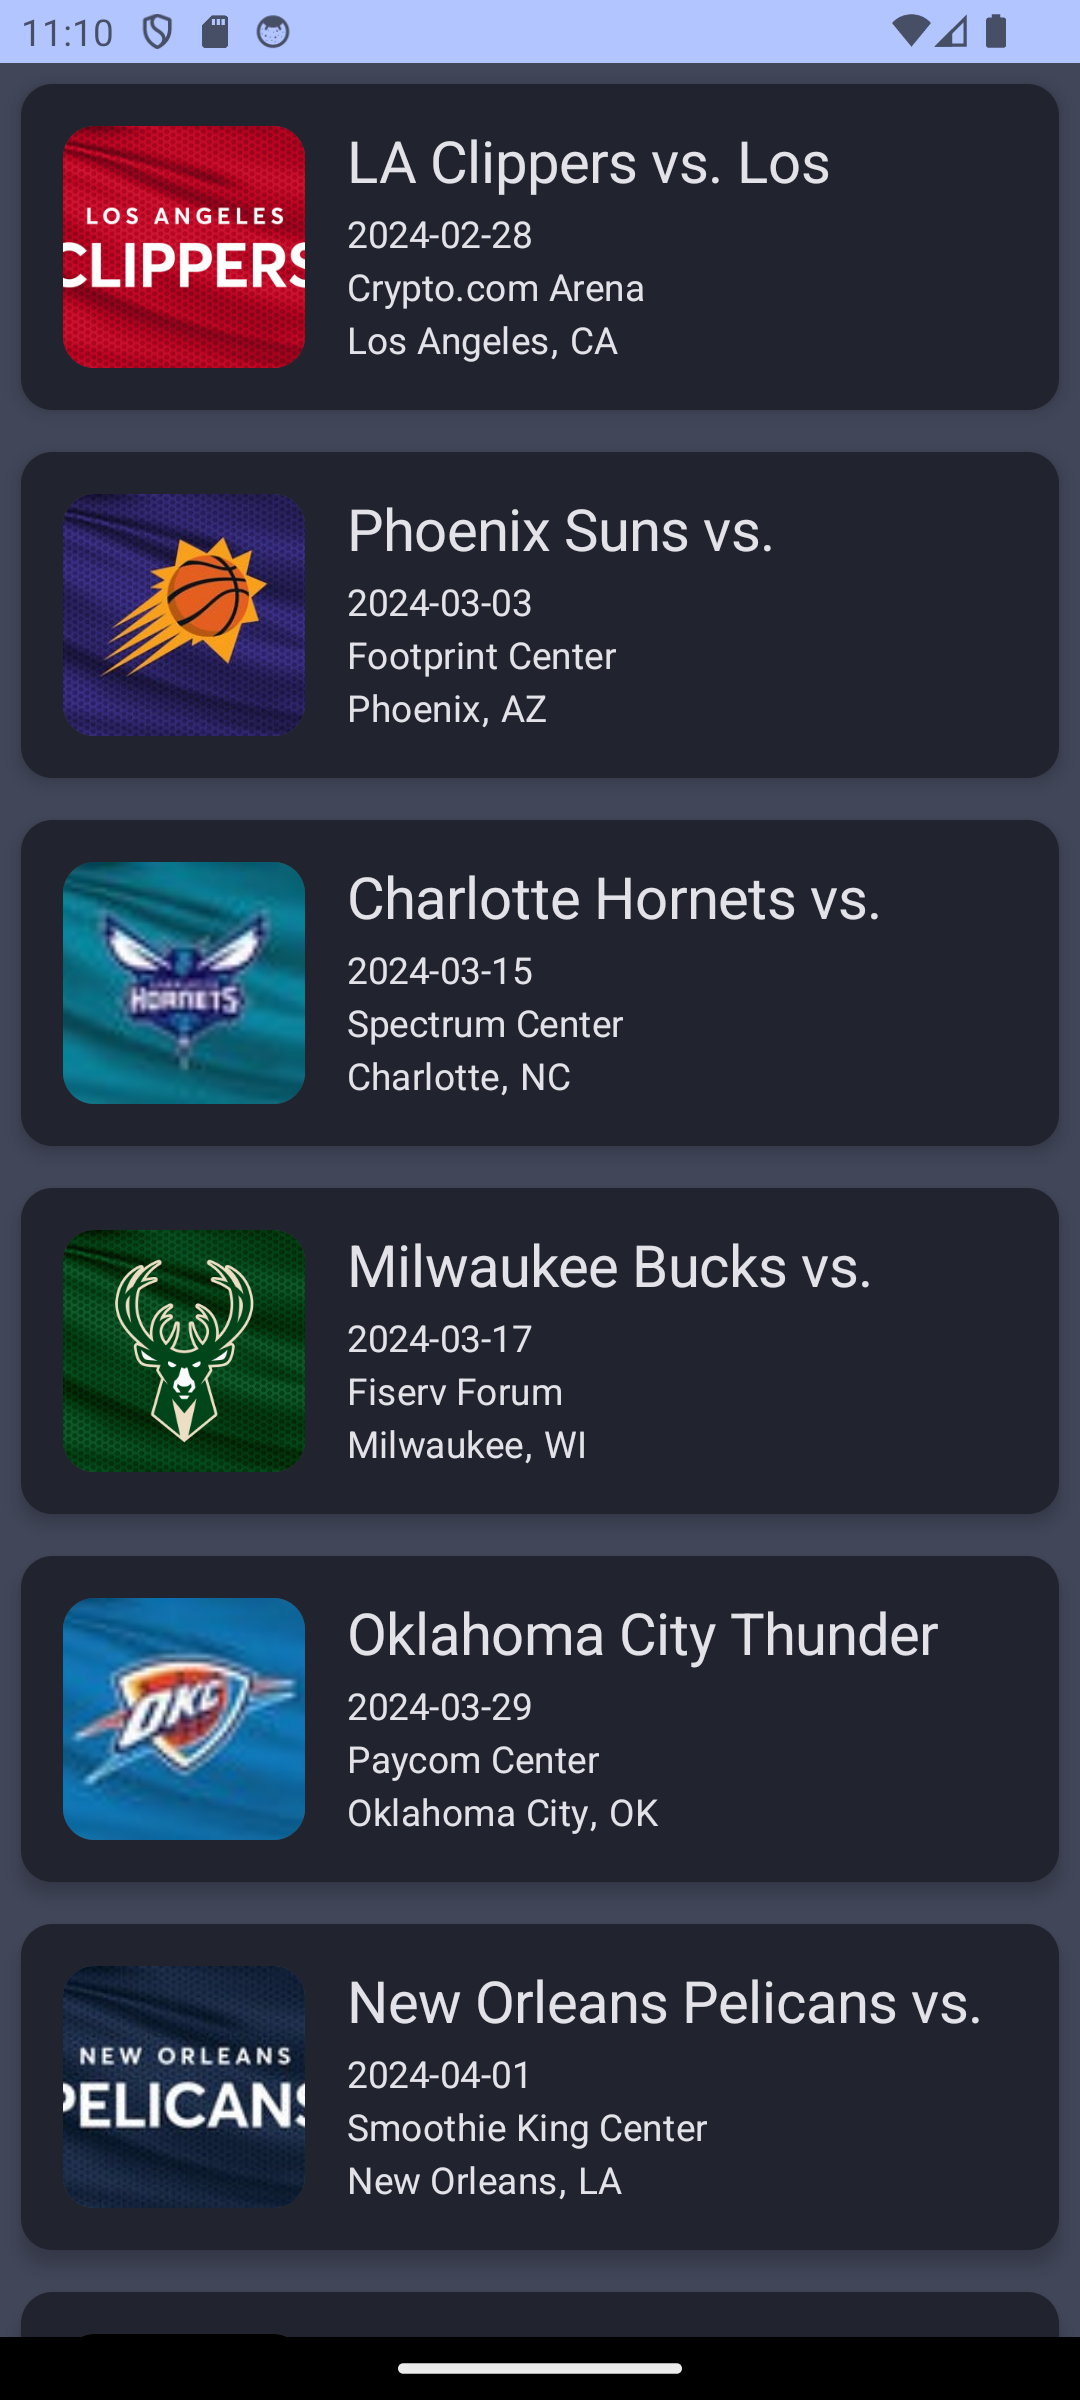 11:10
LOS ANGELES
CLIPPERS
LA Clippers vs. Los
2024-02-28
Crypto.com Arena
Los Angeles, CA
Phoenix Suns vs.
2024-03-03
Footprint Center
Phoenix, AZ
HORNETS
Charlotte Hornets vs.
2024-03-15
Spectrum Center
Charlotte, NC
Milwaukee Bucks vs.
2024-03-17
Fiserv Forum
Milwaukee, WI
OKC
Oklahoma City Thunder
2024-03-29
Paycom Center
Oklahoma City, OK
NEW ORLEANS
PELICANS
New Orleans Pelicans vs.
2024-04-01
Smoothie King Center
New Orleans, LA